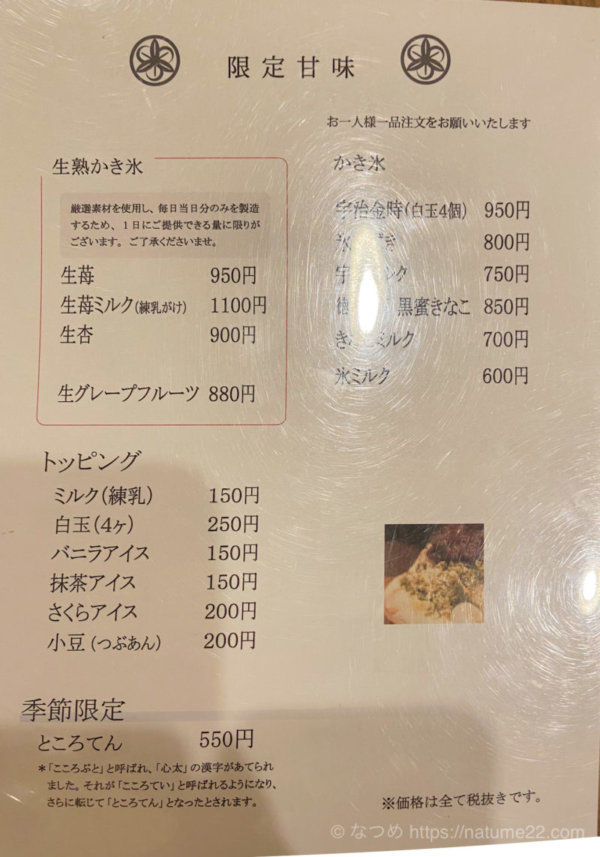 限定甘味
お一人様一品注文をお願いいたします
生熟かき氷
厳選素材を使用し、毎日当日分のみを製造
するため、1日にご提供できる量に限りが
ございます。ご了承くださいませ。
生苺 950円
生苺ミルク(練乳がけ) 1100円
生杏 900円
生グレープフルーツ 880円
かき氷
宇治金時(白玉4個) 950円
800円
ミルク 750円
黒蜜きなこ 850円
ミルク 700円
氷ミルク 600円
トッピング
ミルク(練乳) 150円
白玉(4ヶ) 250円
バニラアイス 150円
抹茶アイス 150円
さくらアイス 200円
小豆(つぶあん) 200円
季節限定
ところてん 550円
*「こころぶと」と呼ばれ、「心太」の漢字があてられ
ました。それが「こころてい」と呼ばれるようになり、
さらに転じて「ところてん」となったとされます。
※価格は全て税抜きです。
© なつめ https://natume22.com